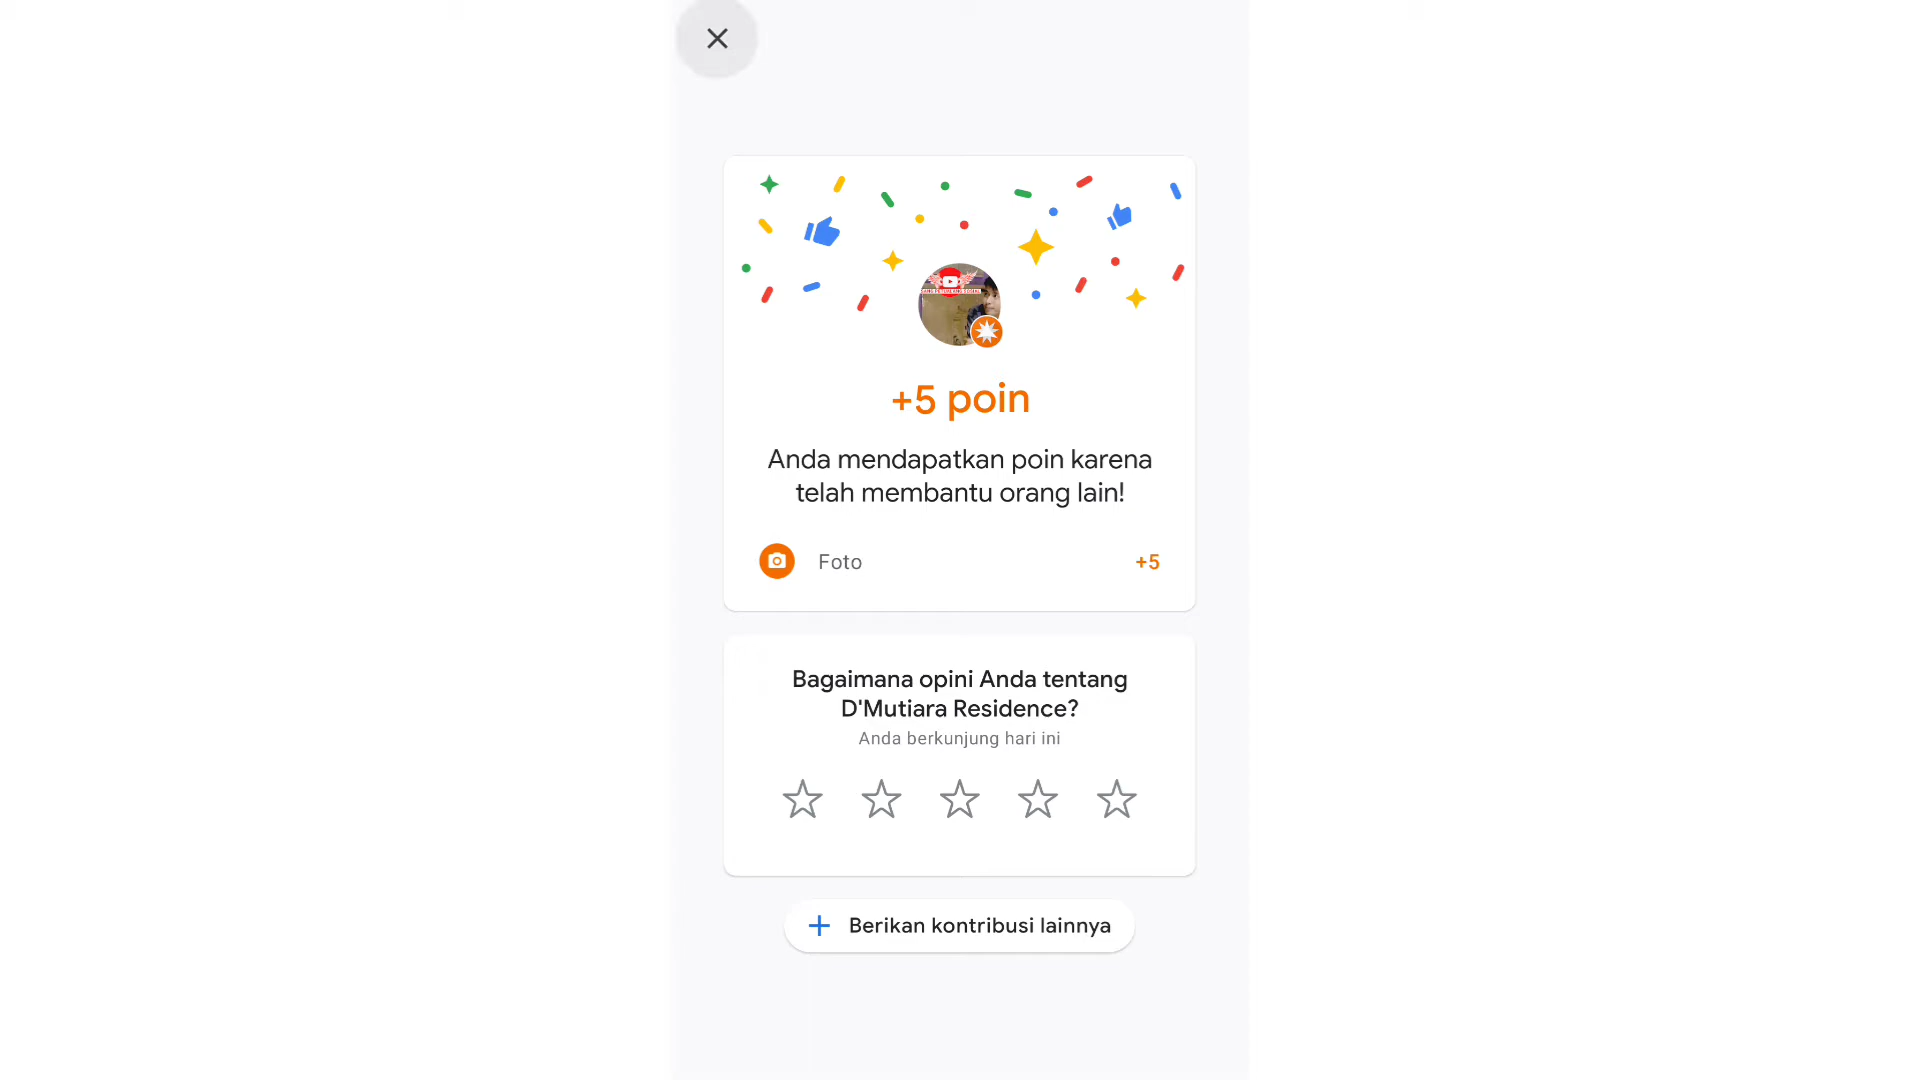 +5 poin
Anda mendapatkan poin karena
telah membantu orang lain!
Foto
+5
Bagaimana opini Anda tentang
D'Mutiara Residence?
Anda berkunjung hari ini
Berikan kontribusi lainnya